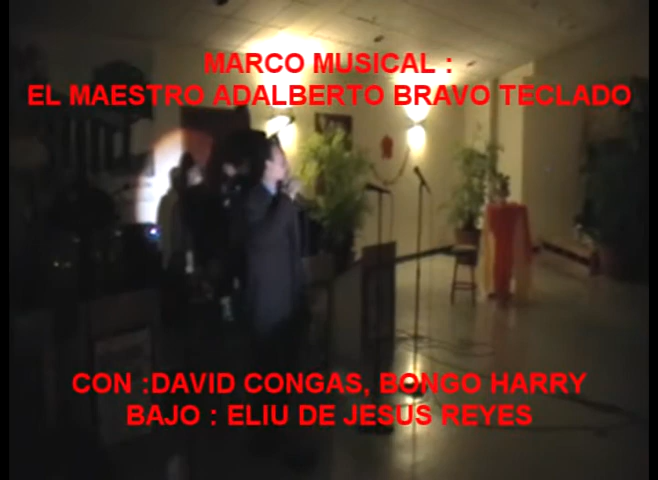 MARCO MUSICAL :
EL MAESTRO ADALBERTO BRAVO TECLADO
CON :DAVID CONGAS, BONGO HARRY
BAJO : ELIU DE JESUS REYES